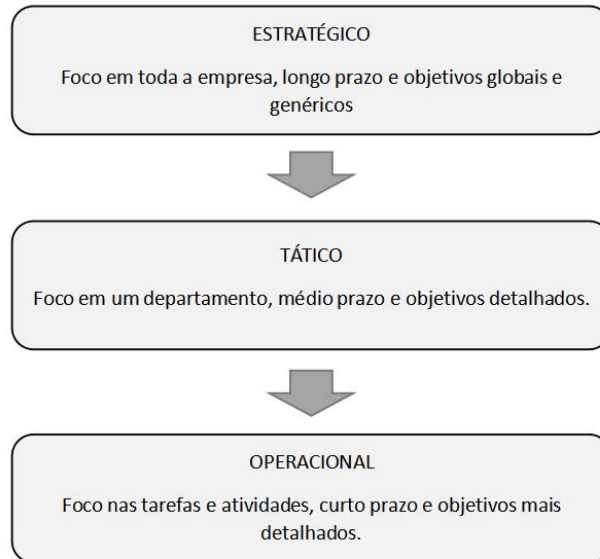 ESTRATÉGICO
Foco em toda a empresa, longo prazo e objetivos globais e
genéricos
TÁTICO
Foco em um departamento, médio prazo e objetivos detalhados.
OPERACIONAL
Foco nas tarefas e atividades, curto prazo e objetivos mais
detalhados.